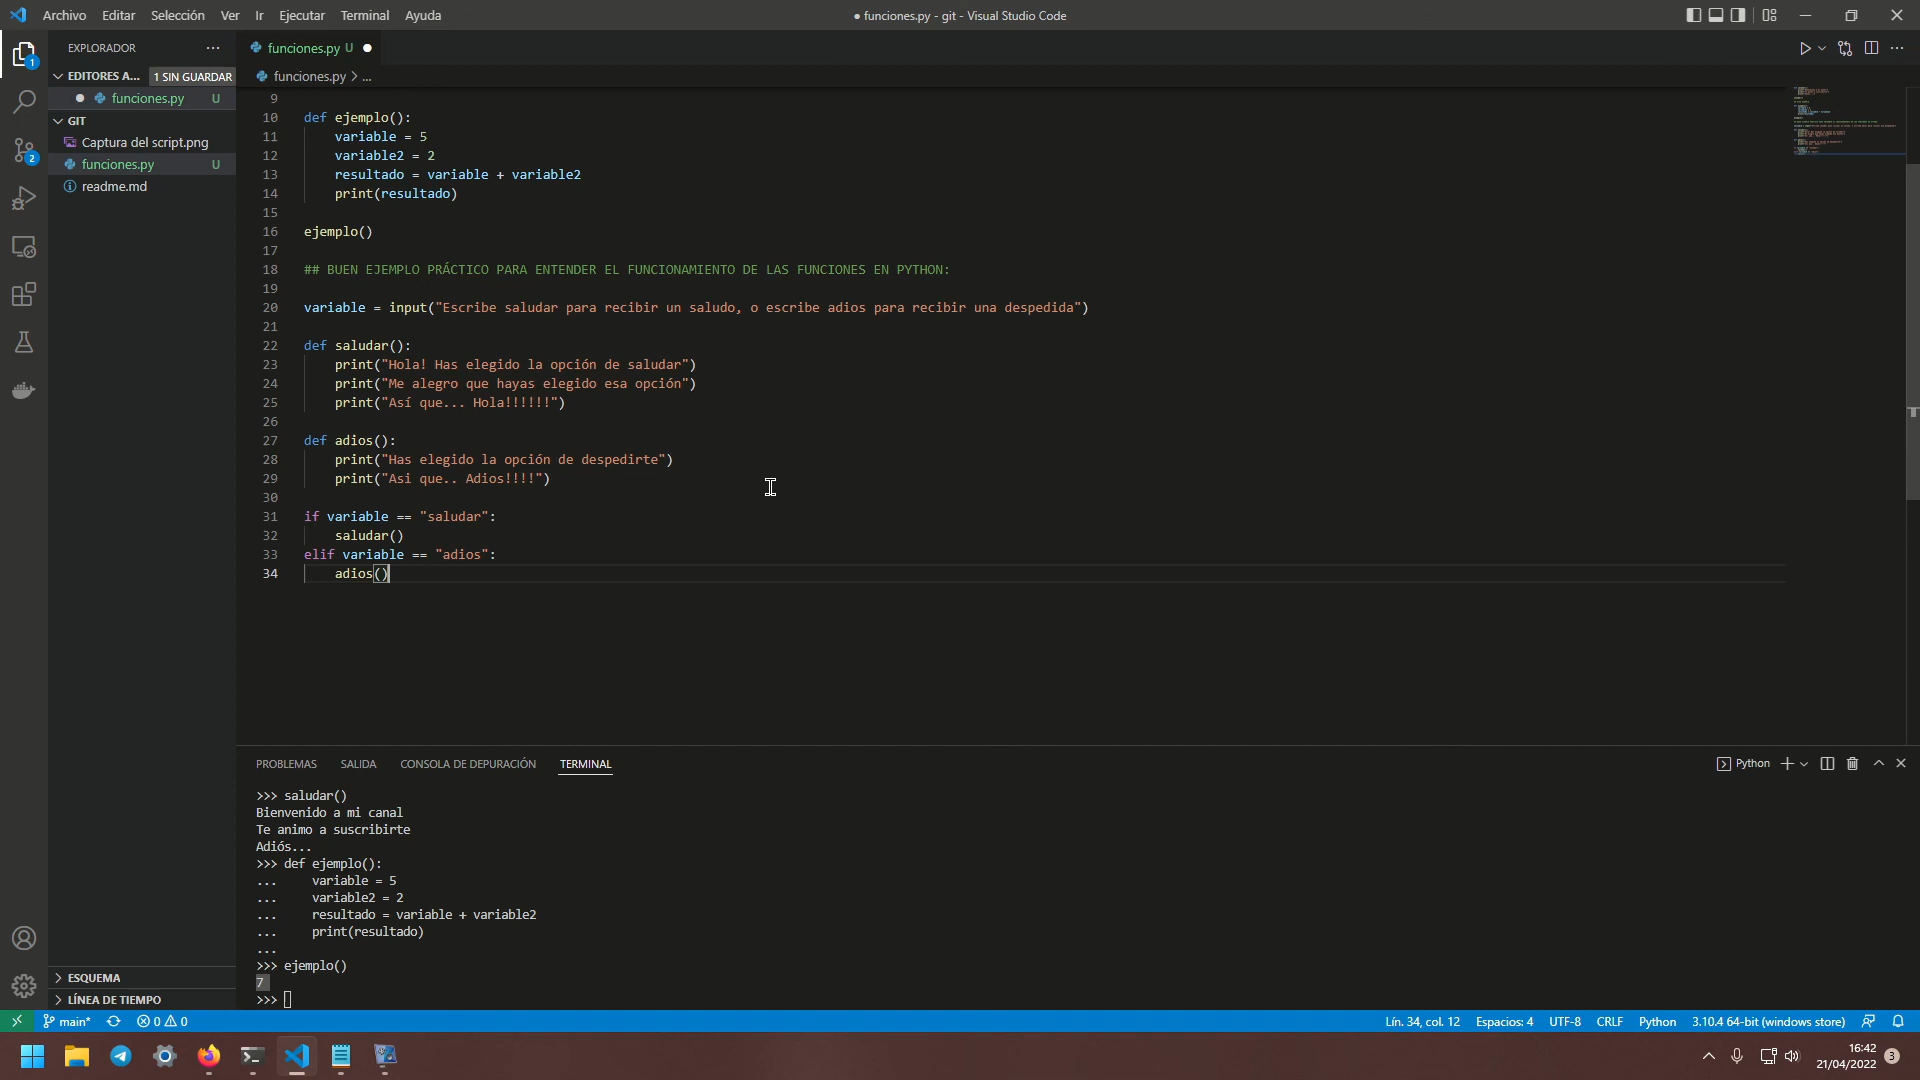 Archivo Editar Selección Ver Ir Ejecutar Terminal Ayuda
● funciones.py - git - Visual Studio Code
EXPLORADOR ...
EDITORES A... 1 SIN GUARDAR
● funciones.py U
GIT
Captura del script.png
funciones.py U
readme.md
ESQUEMA
LÍNEA DE TIEMPO
1
2
funciones.py U ●
funciones.py > ...
9
10 def ejemplo():
11 variable = 5
12 variable2 = 2
13 resultado = variable + variable2
14 print(resultado)
15
16 ejemplo()
17
18 ## BUEN EJEMPLO PRÁCTICO PARA ENTENDER EL FUNCIONAMIENTO DE LAS FUNCIONES EN PYTHON:
19
20 variable = input("Escribe saludar para recibir un saludo, o escribe adios para recibir una despedida")
21
22 def saludar():
23 print("Hola! Has elegido la opción de saludar")
24 print("Me alegro que hayas elegido esa opción")
25 print("Así que... Hola!!!!!!")
26
27 def adios():
28 print("Has elegido la opción de despedirte")
29 print("Asi que.. Adios!!!!")
30
31 if variable == "saludar":
32 saludar()
33 elif variable == "adios":
34 adios()
PROBLEMAS SALIDA CONSOLA DE DEPURACIÓN TERMINAL
Python
>>> saludar()
Bienvenido a mi canal
Te animo a suscribirte
Adiós...
>>> def ejemplo():
... variable = 5
... variable2 = 2
... resultado = variable + variable2
... print(resultado)
...
>>> ejemplo()
7
>>>
main* 0 0
Lín. 34, col. 12 Espacios: 4 UTF-8 CRLF Python 3.10.4 64-bit (windows store)
16:42
21/04/2022
3